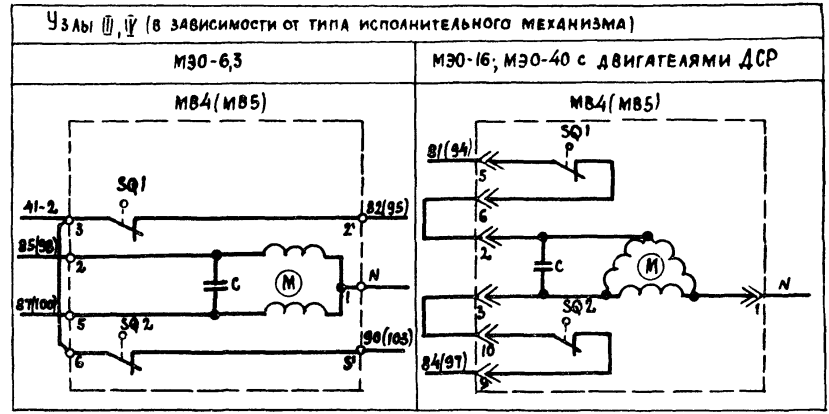 Узлы III, IV (в зависимости от типа исполнительного механизма)
МЭО-6,3
МЭО-16; МЭО-40 с двигателями ДСР
МВ4(МВ5)
SQ1
41-2
3
82(95)
2'
85(98)
2
C
М
1
N
87(100)
5
SQ2
6
90(103)
5'
МВ4(МВ5)
SQ1
81(94)
5
6
2
C
М
N
1
3
SQ2
10
84(97)
9